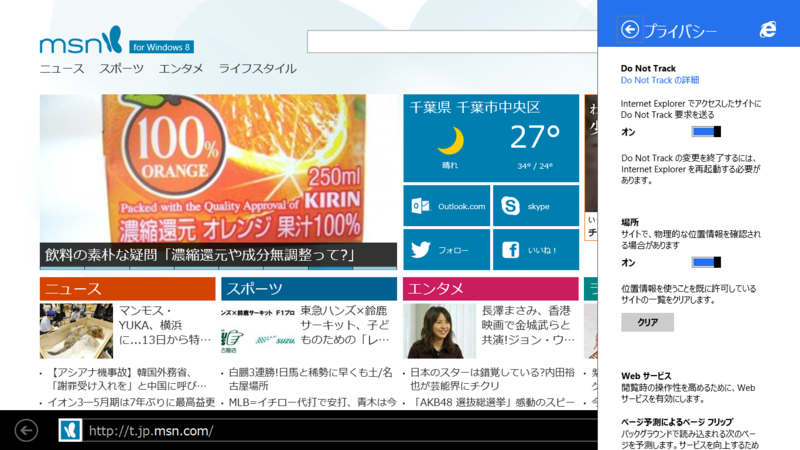 msn for Windows 8
ニュース スポーツ エンタメ ライフスタイル
100%
ORANGE
250ml
KIRIN
Packed with the Quality Approval of
濃縮還元 オレンジ 果汁100%
飲料の素朴な疑問「濃縮還元や成分無調整って?」
千葉県 千葉市中央区
27°
晴れ
34° / 24°
Outlook.com
skype
フォロー
いいね！
ニュース
マンモス・
YUKA、横浜
に...13日から特…
・【アシアナ機事故】韓国外務省、
「謝罪受け入れを」と中国に呼び…
・イオン3―5月期は7年ぶりに最高益更
スポーツ
東急ハンズ×鈴鹿
サーキット、子ど
ものための「レ…
・白鵬3連勝!日馬と稀勢に早くも土/名
古屋場所
・MLB=イチロー代打で安打、青木は今
エンタメ
長澤まさみ、香港
映画で金城武らと
共演!ジョン・ウ…
・日本のスターは錯覚している?内田裕
也が芸能界にチクリ
・「AKB48 選抜総選挙」感動のスピー
http://t.jp.msn.com/
プライバシー
Do Not Track
Do Not Track の詳細
Internet Explorer でアクセスしたサイトに
Do Not Track 要求を送る
オン
Do Not Track の変更を終了するには、
Internet Explorer を再起動する必要が
あります。
場所
サイトで、物理的な位置情報を確認され
る場合があります
オン
位置情報を使うことを既に許可している
サイトの一覧をクリアします。
クリア
Web サービス
閲覧時の操作性を高めるために、Web
サービスを有効にします。
ページ予測によるページ フリップ
バックグラウンドで読み込まれる次のペー
ジを予測します。サービスを向上するため